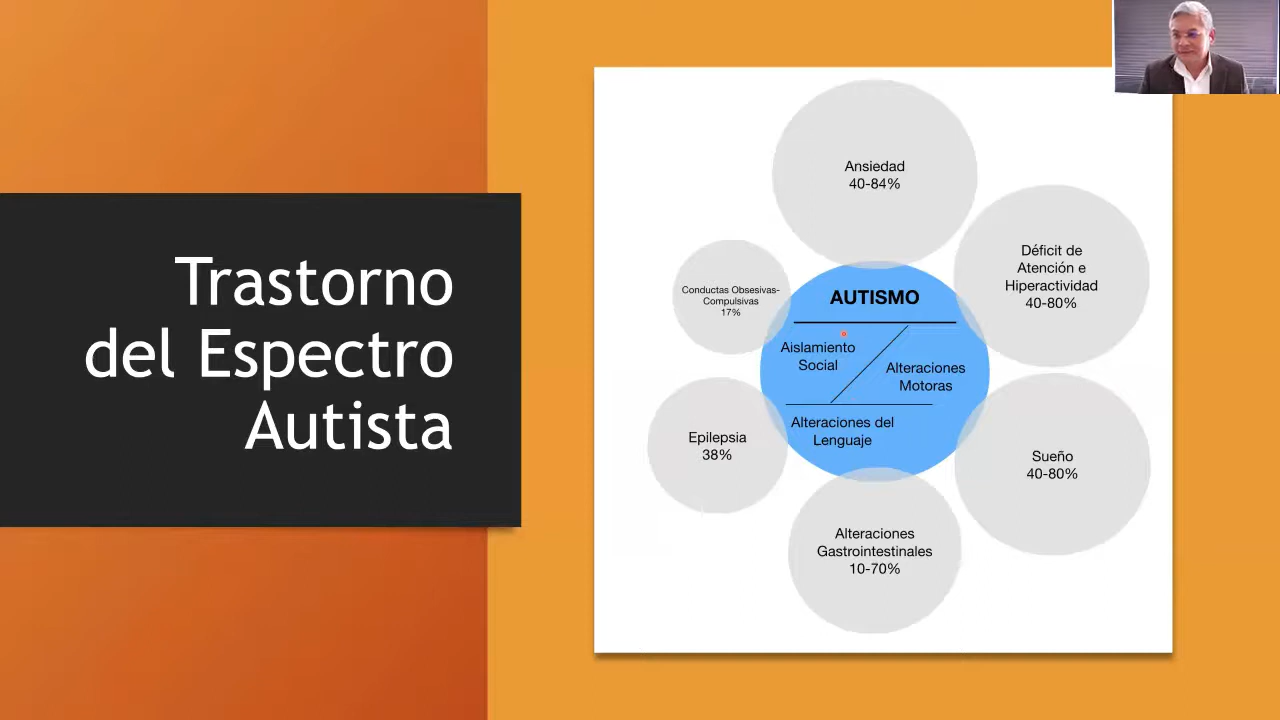 Trastorno
del Espectro
Autista
Ansiedad
40-84%
Déficit de
Atención e
Hiperactividad
40-80%
Conductas Obsesivas-
Compulsivas
17%
AUTISMO
Aislamiento
Social
Alteraciones
Motoras
Alteraciones del
Lenguaje
Epilepsia
38%
Sueño
40-80%
Alteraciones
Gastrointestinales
10-70%